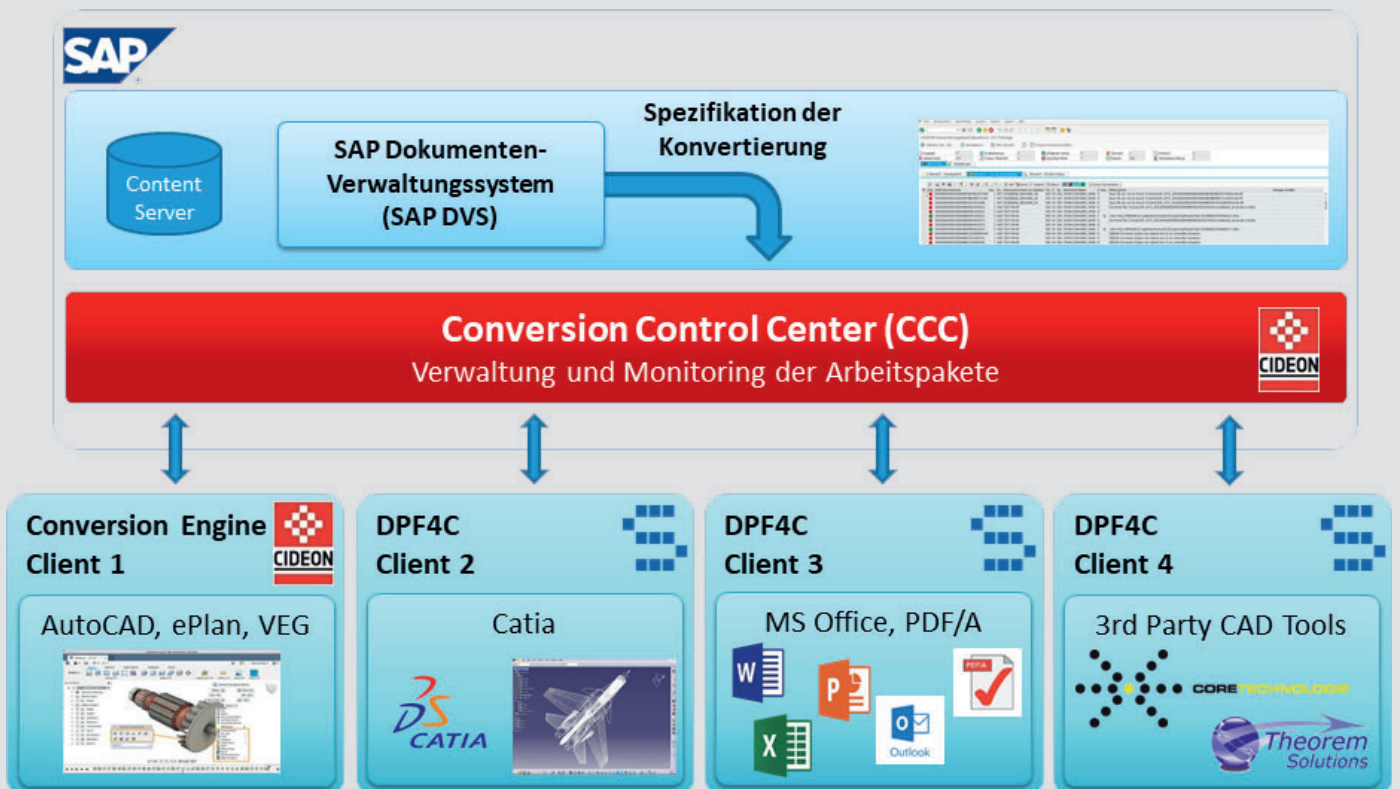 SAP
Content
Server
SAP Dokumenten-
Verwaltungssystem
(SAP DVS)
Spezifikation der
Konvertierung
Conversion Control Center (CCC)
Verwaltung und Monitoring der Arbeitspakete
CIDEON
Conversion Engine
Client 1
CIDEON
AutoCAD, ePlan, VEG
DPF4C
Client 2
Catia
CATIA
DPF4C
Client 3
MS Office, PDF/A
W
P
PDF/A
X
O
Outlook
DPF4C
Client 4
3rd Party CAD Tools
CORETECHNOLOGIE
Theorem
Solutions